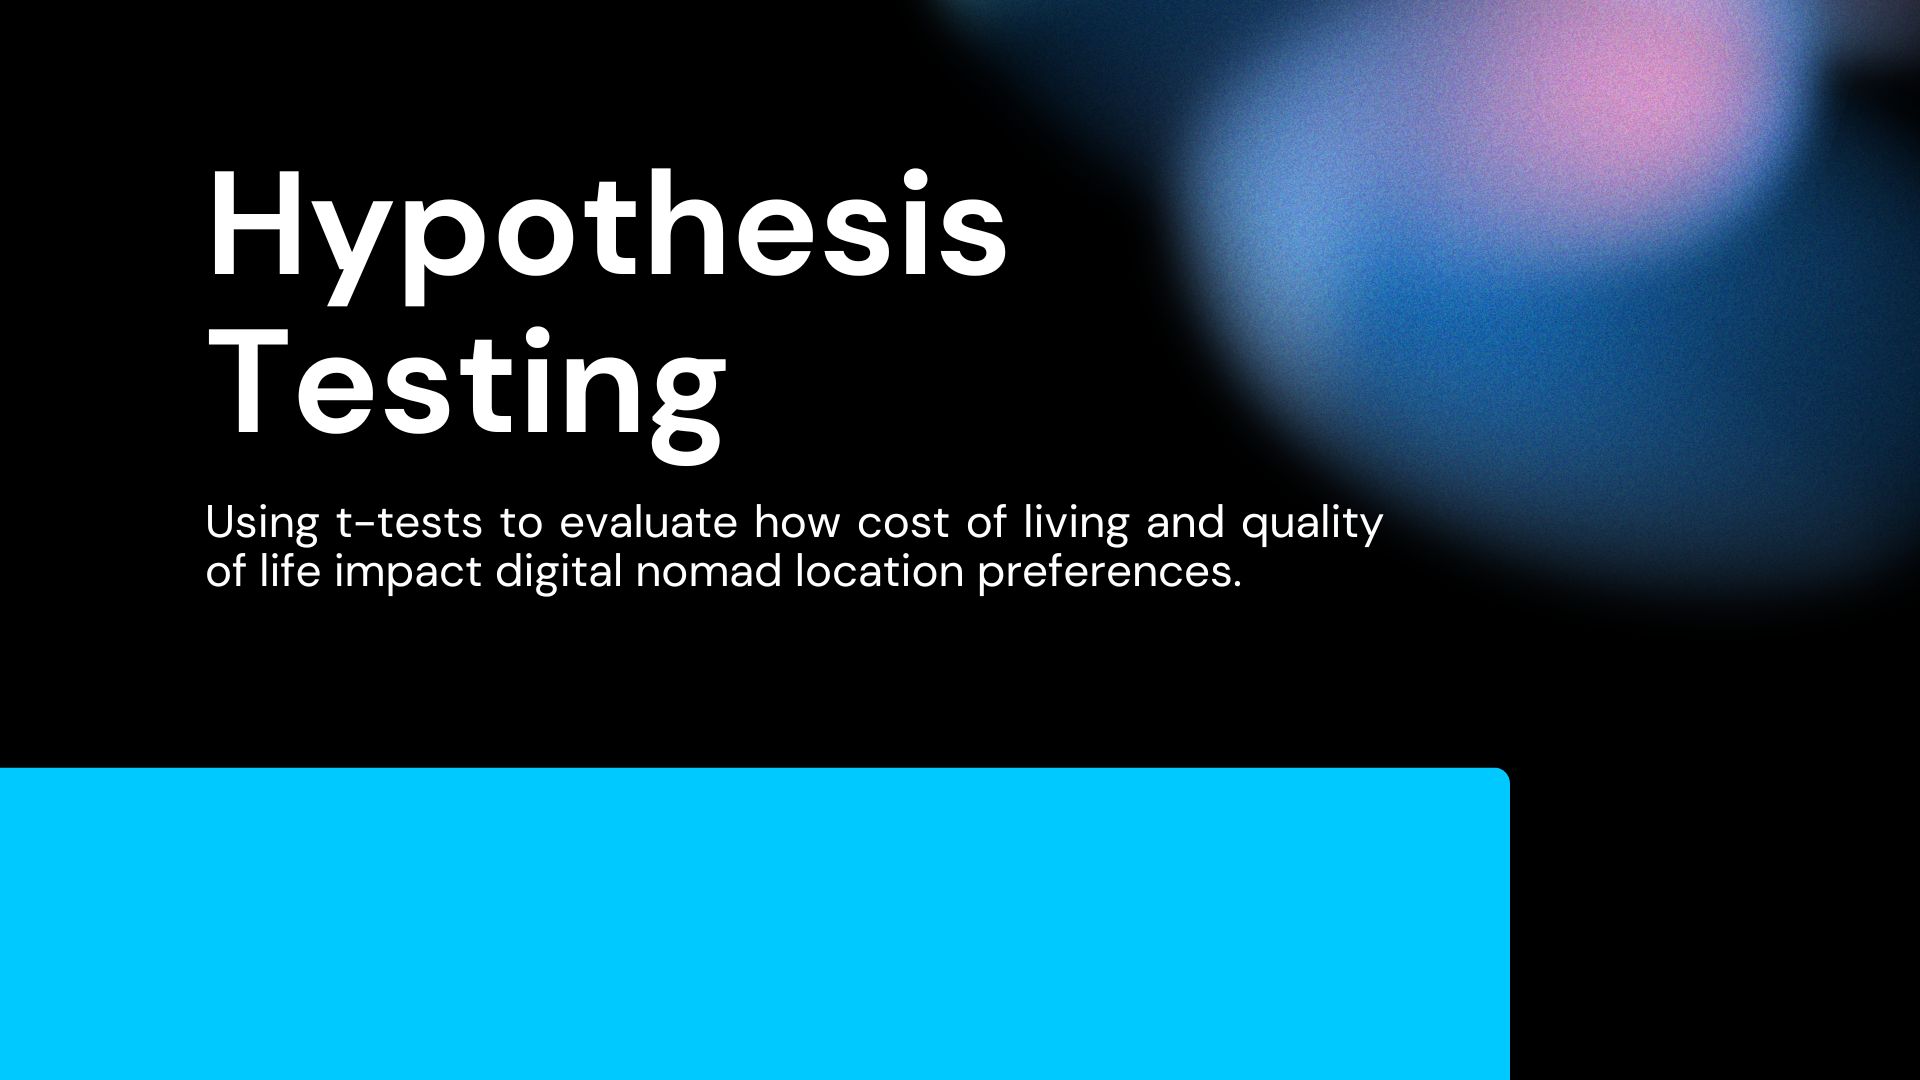 Hypothesis
Testing
Using t-tests to evaluate how cost of living and quality
of life impact digital nomad location preferences.